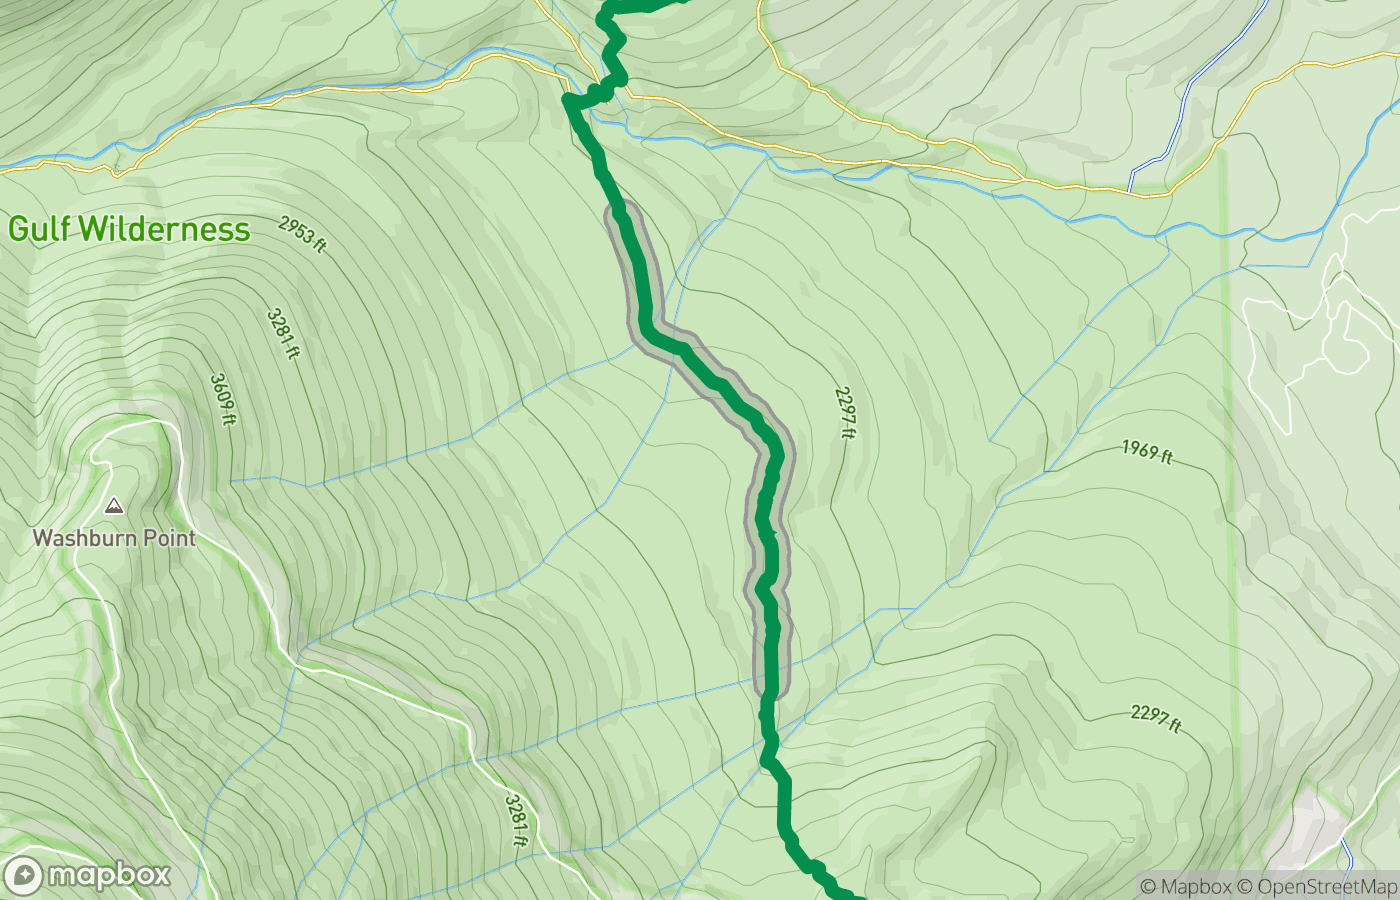 Gulf Wilderness
2953 ft
3281 ft
3609 ft
2297 ft
1969 ft
Washburn Point
2297 ft
3281 ft
mapbox
© Mapbox © OpenStreetMap